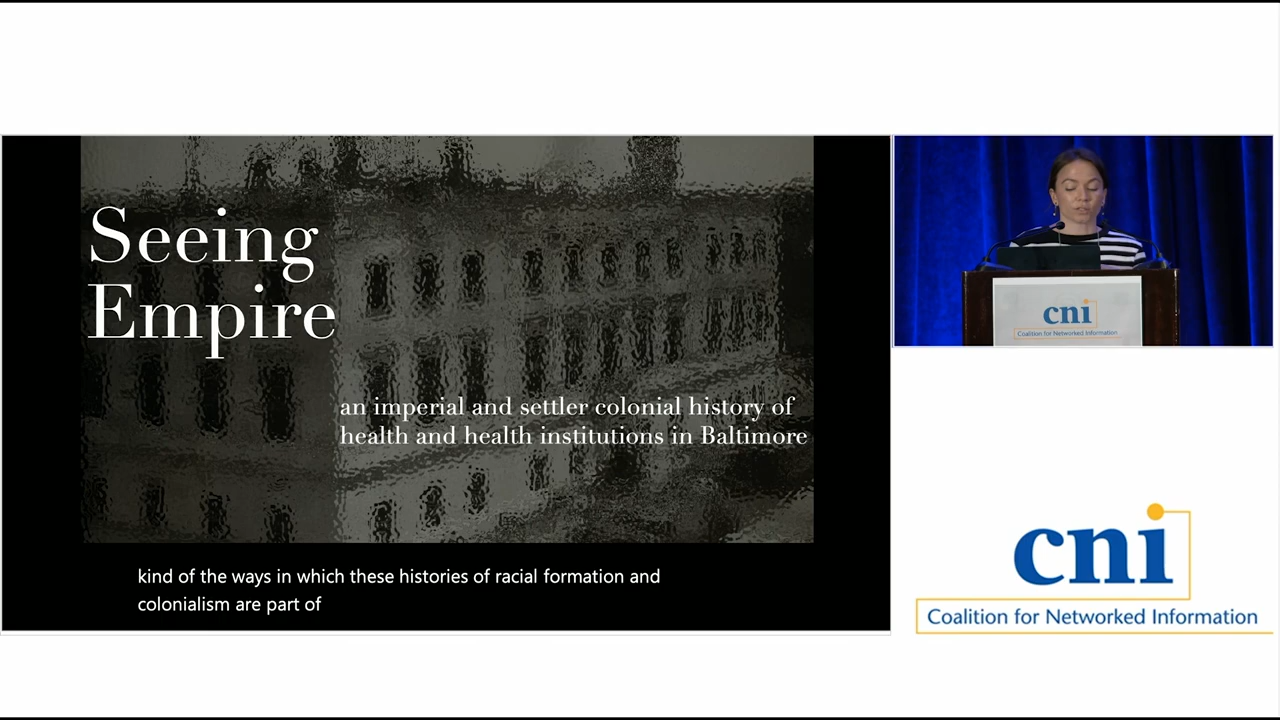 Seeing
Empire
an imperial and settler colonial history of
health and health institutions in Baltimore
kind of the ways in which these histories of racial formation and
colonialism are part of
cni
Coalition for Networked Information
cni
Coalition for Networked Information